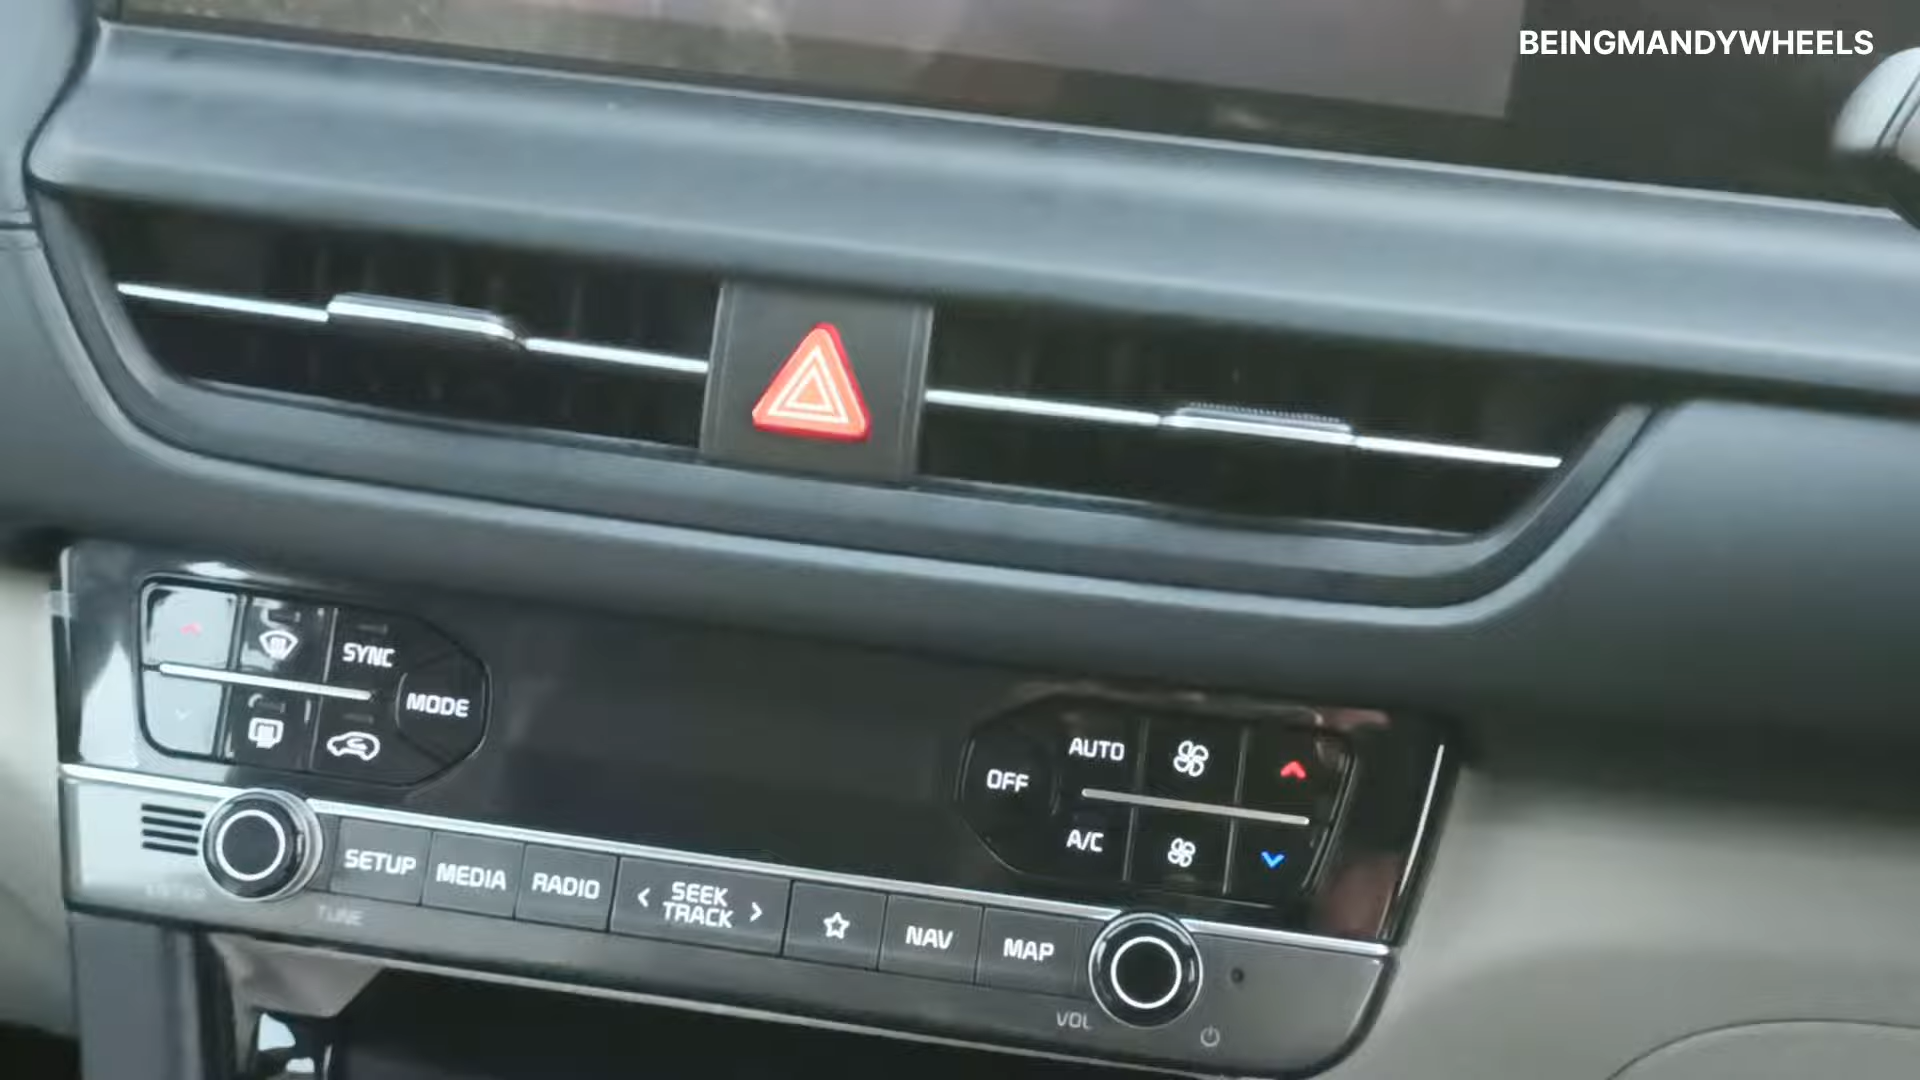 BEINGMANDYWHEELS
SYNC
MODE
AUTO
OFF
A/C
SETUP
MEDIA
RADIO
< SEEK >
TRACK
NAV
MAP
TUNE
VOL